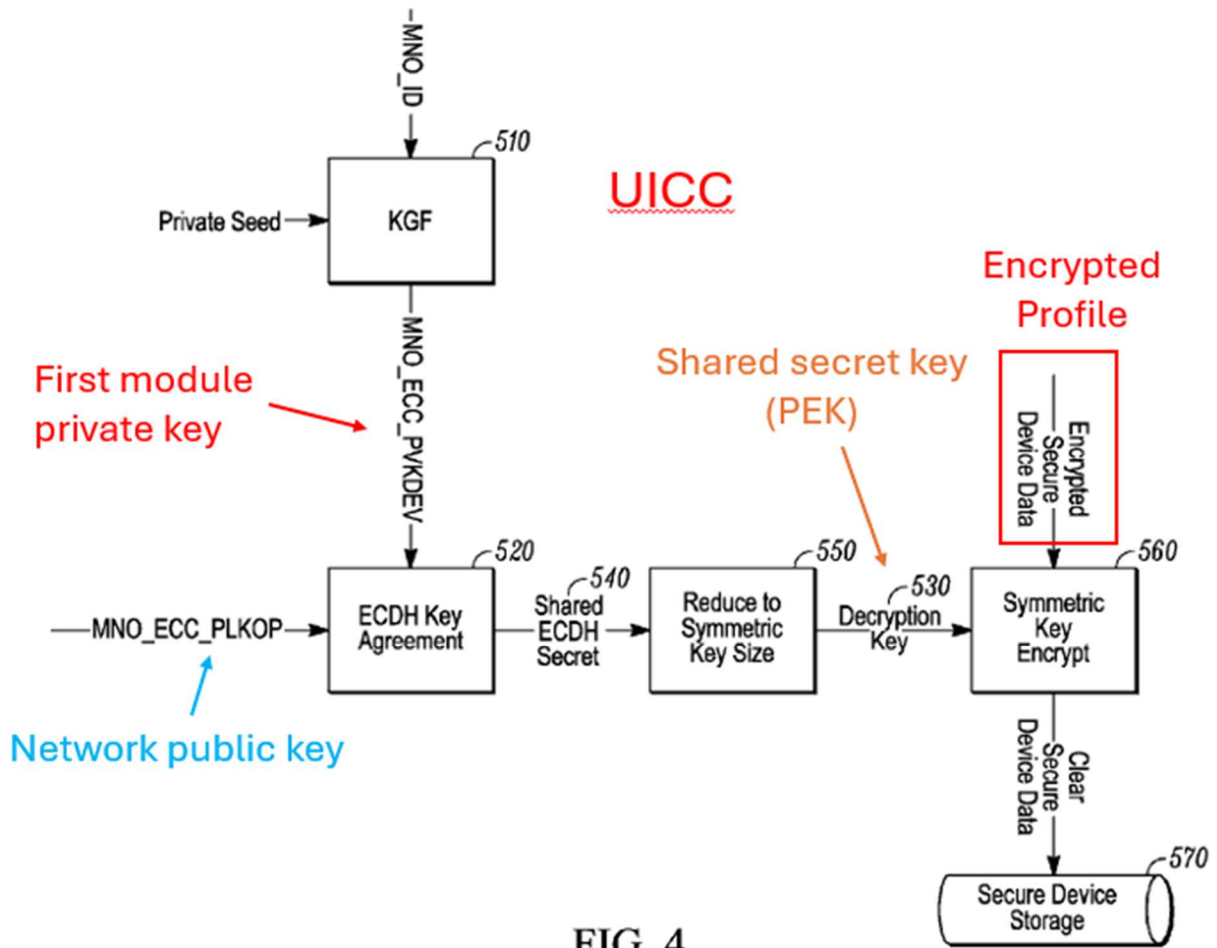 MNO_ID
510
UICC
KGF
Private Seed
Encrypted
Profile
MNO_ECC_PVKDEV
First module
private key
Shared secret key
(PEK)
Encrypted
Secure
Device Data
520
540
550
530
560
MNO_ECC_PLKOP
ECDH Key
Agreement
Shared
ECDH
Secret
Reduce to
Symmetric
Key Size
Decryption
Key
Symmetric
Key
Encrypt
Network public key
Clear
Secure
Device Data
570
Secure Device
Storage
FIG. 4